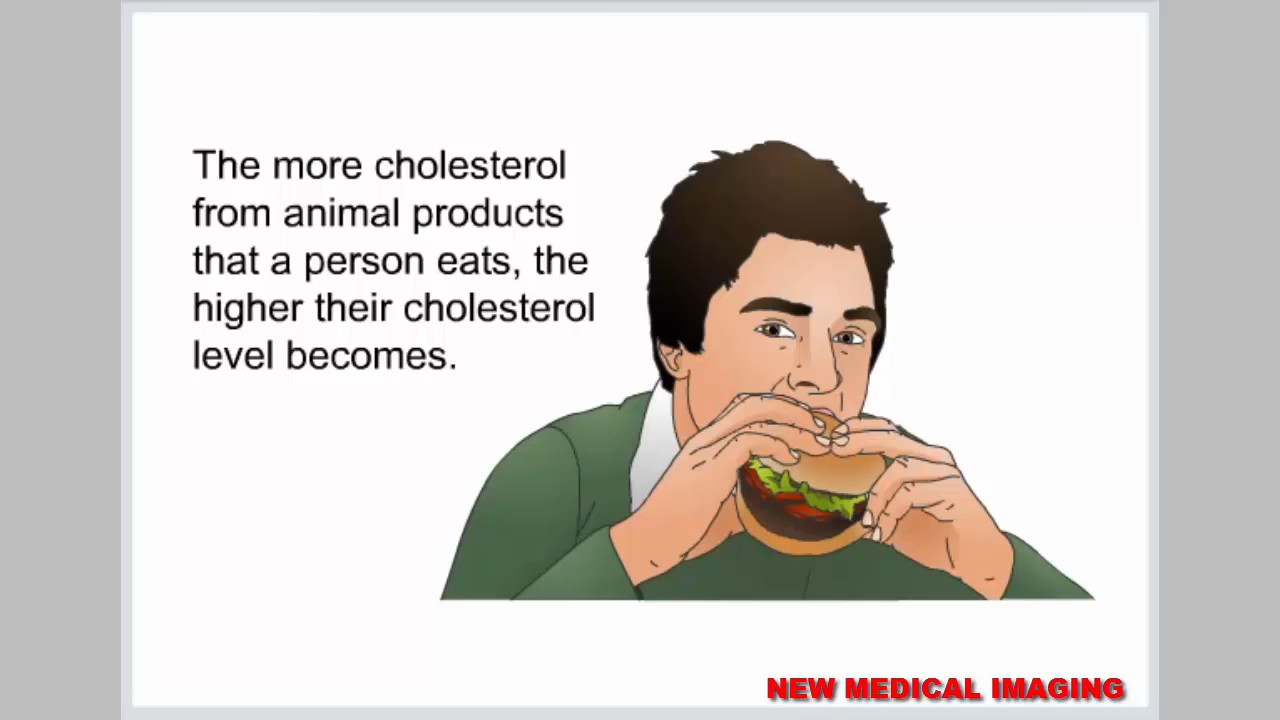 The more cholesterol
from animal products
that a person eats, the
higher their cholesterol
level becomes.
NEW MEDICAL IMAGING